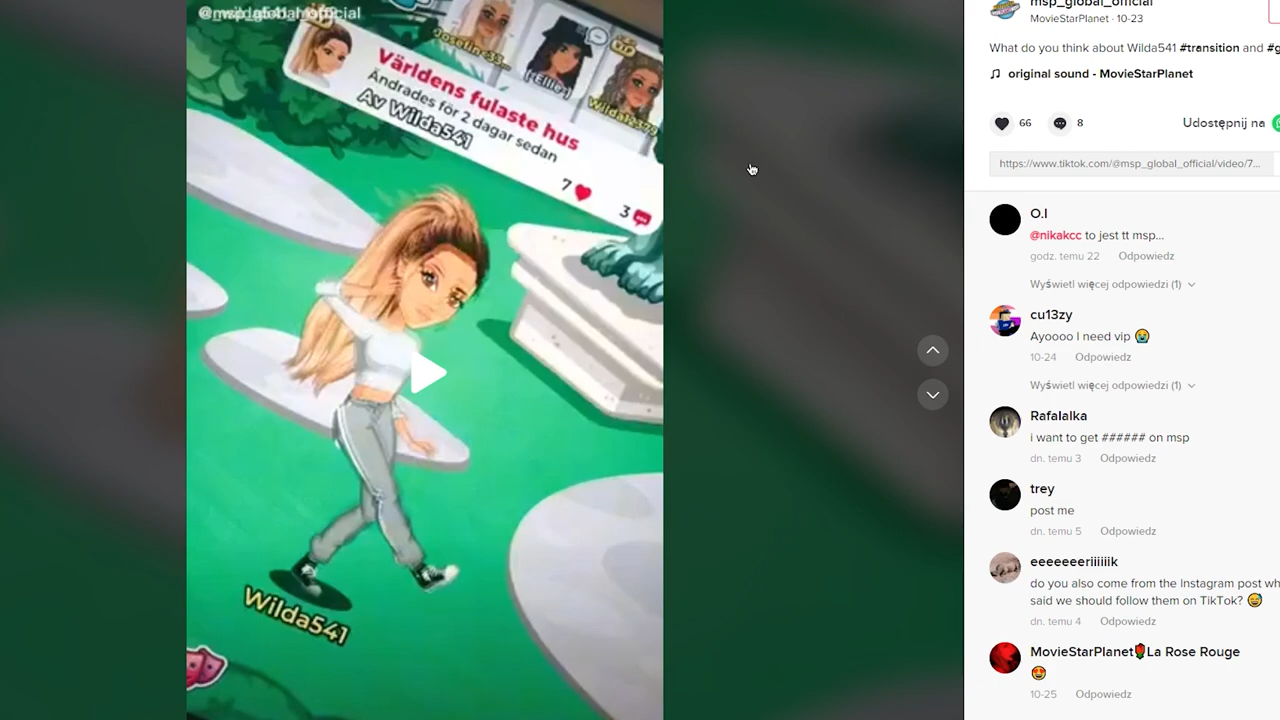 msp_global_official
Josefin-33-
[-Ellie-]
Världens fulaste hus
Ändrades för 2 dagar sedan
Av Wilda541
7
3
Wilda541
msp_global_official
MovieStarPlanet · 10-23
What do you think about Wilda541 #transition and
original sound - MovieStarPlanet
66
8
Udostępnij na
https://www.tiktok.com/@msp_global_official/video/7...
O.I
@nikakcc to jest tt msp...
godz. temu 22 Odpowiedz
Wyświetl więcej odpowiedzi (1)
cu13zy
Ayoooo I need vip 😭
10-24 Odpowiedz
Wyświetl więcej odpowiedzi (1)
Rafalalka
i want to get ###### on msp
dn. temu 3 Odpowiedz
trey
post me
dn. temu 5 Odpowiedz
eeeeeeeriiiiiik
do you also come from the Instagram post
said we should follow them on TikTok? 😅
dn. temu 4 Odpowiedz
MovieStarPlanet🌹La Rose Rouge
😍
10-25 Odpowiedz